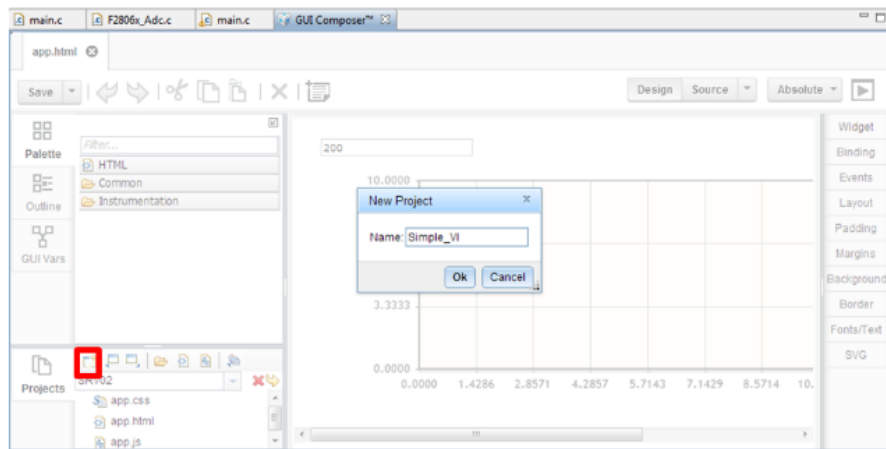 main.c F2806x_Adc.c main.c GUI Composer™
app.html
Save Design Source Absolute
Palette
Outline
GUI Vars
Filter...
HTML
Common
Instrumentation
200
10.0000
3.3333
0.0000
0.0000 1.4286 2.8571 4.2857 5.7143 7.1429 8.5714 10.
New Project
Name: Simple_VI
Ok Cancel
Widget
Binding
Events
Layout
Padding
Margins
Background
Border
Fonts/Text
SVG
Projects
app.css
app.html
app.js